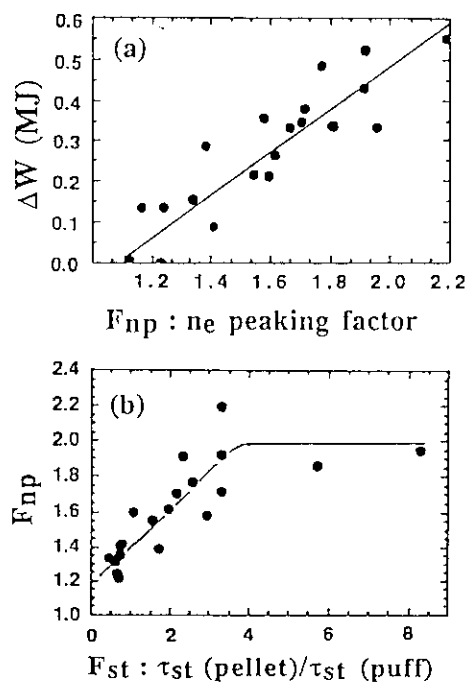 (a)
ΔW (MJ)
0.6
0.5
0.4
0.3
0.2
0.1
0.0
1.2 1.4 1.6 1.8 2.0 2.2
Fnp : ne peaking factor
(b)
Fnp
2.4
2.2
2.0
1.8
1.6
1.4
1.2
1.0
0 2 4 6 8
Fst : τst (pellet)/τst (puff)